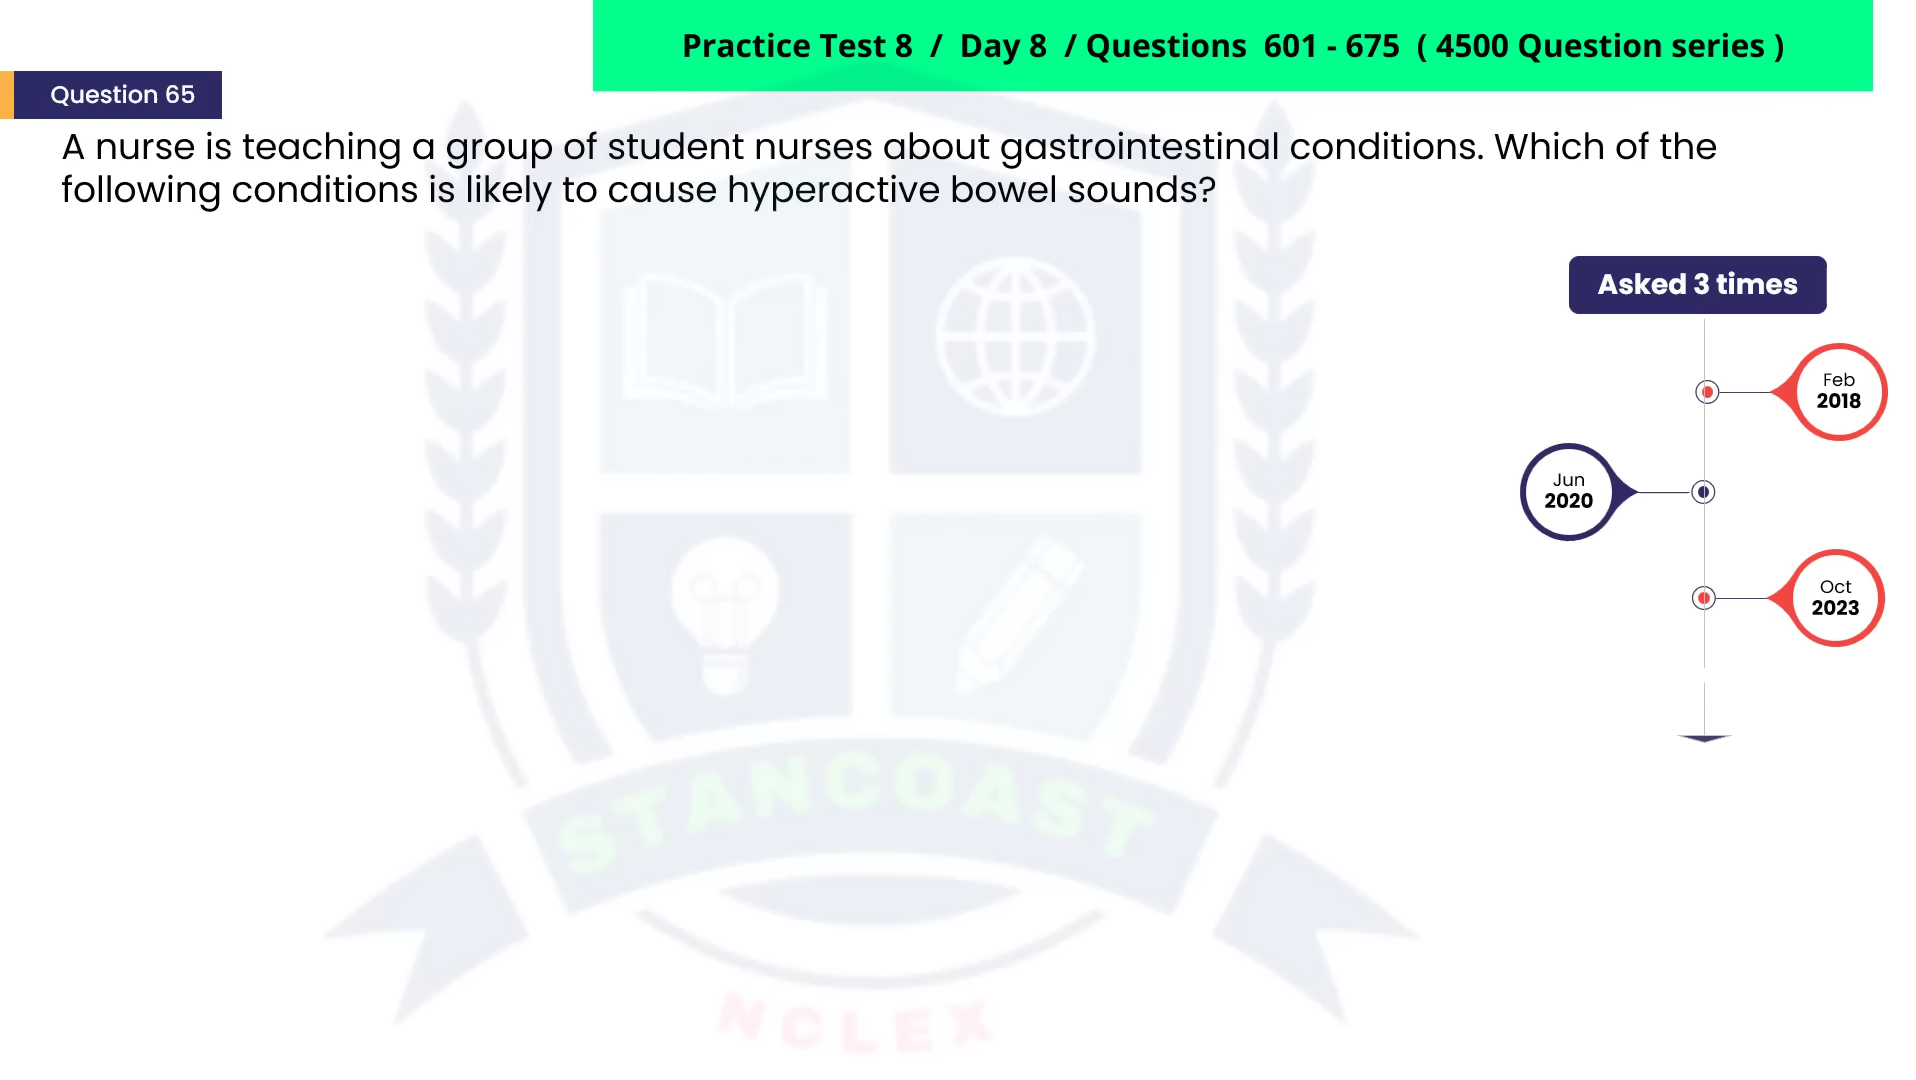 Practice Test 8 / Day 8 / Questions 601 - 675 ( 4500 Question series )
Question 65
A nurse is teaching a group of student nurses about gastrointestinal conditions. Which of the
following conditions is likely to cause hyperactive bowel sounds?
Asked 3 times
Feb
2018
Jun
2020
Oct
2023
STANCOAST
NCLEX